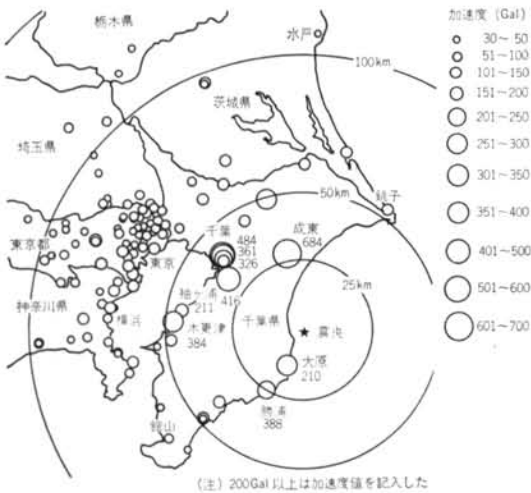 栃木県
水戸
100km
茨城県
埼玉県
50km
銚子
千葉
484
361
326
成東
684
東京都
東京
416
25km
袖ヶ浦
211
神奈川県
横浜
木更津
384
千葉県
大原
210
勝浦
388
館山
加速度 (Gal)
30～50
51～100
101～150
151～200
201～250
251～300
301～350
351～400
401～500
501～600
601～700
(注) 200Gal 以上は加速度値を記入した